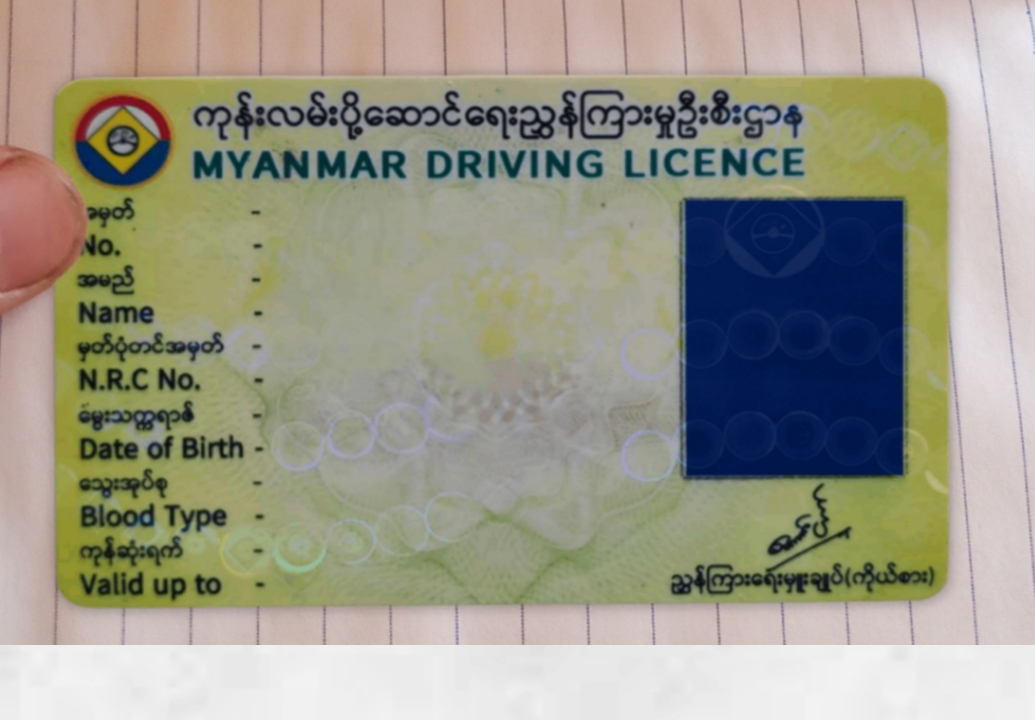 ကုန်းလမ်းပို့ဆောင်ရေးညွှန်ကြားမှုဦးစီးဌာန
MYANMAR DRIVING LICENCE
အမှတ် -
No. -
အမည် -
Name -
မှတ်ပုံတင်အမှတ် -
N.R.C No. -
မွေးသက္ကရာဇ် -
Date of Birth -
သွေးအုပ်စု -
Blood Type -
ကုန်ဆုံးရက် -
Valid up to -
ညွှန်ကြားရေးမှူးချုပ်(ကိုယ်စား)